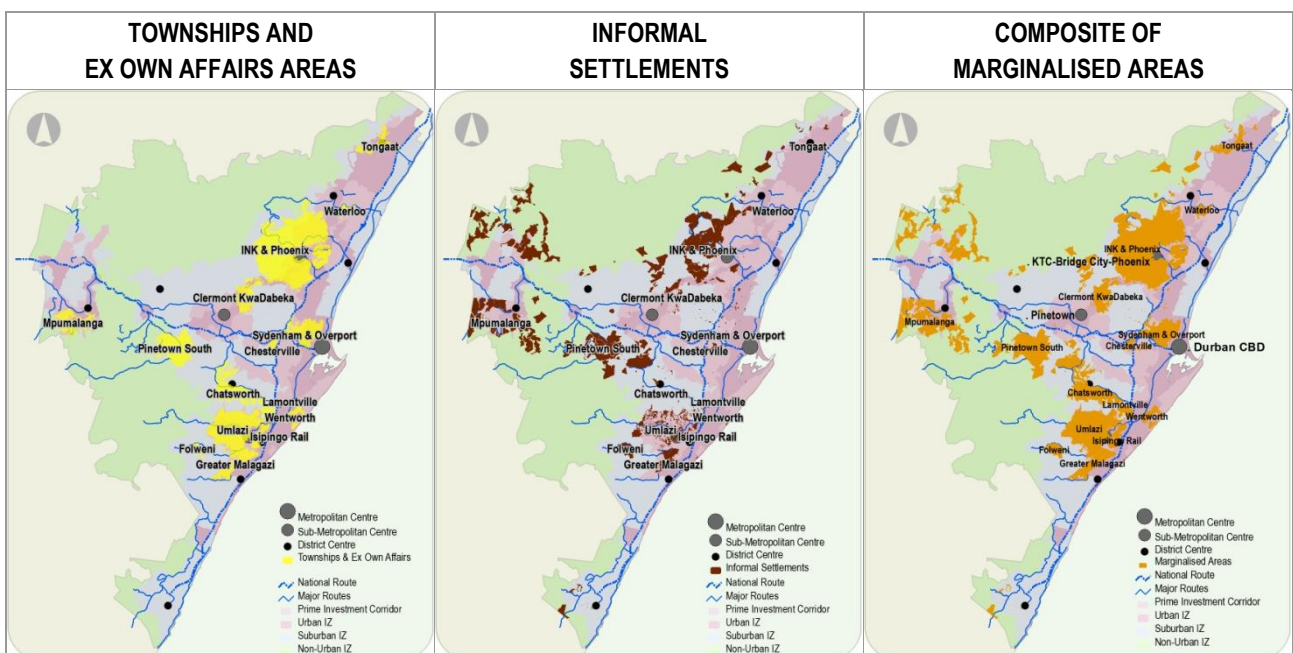 TOWNSHIPS AND
EX OWN AFFAIRS AREAS
INFORMAL
SETTLEMENTS
COMPOSITE OF
MARGINALISED AREAS
Tongaat
Waterloo
INK & Phoenix
Clermont KwaDabeka
Mpumalanga
Sydenham & Overport
Pinetown South
Chesterville
Chatsworth
Lamontville
Wentworth
Umlazi
Isipingo Rail
Folweni
Greater Malagazi
Metropolitan Centre
Sub-Metropolitan Centre
District Centre
Townships & Ex Own Affairs
National Route
Major Routes
Prime Investment Corridor
Urban IZ
Suburban IZ
Non-Urban IZ
Tongaat
Waterloo
INK & Phoenix
Clermont KwaDabeka
Mpumalanga
Sydenham & Overport
Pinetown South
Chesterville
Chatsworth
Lamontville
Wentworth
Umlazi
Isipingo Rail
Folweni
Greater Malagazi
Metropolitan Centre
Sub-Metropolitan Centre
District Centre
Informal Settlements
National Route
Major Routes
Prime Investment Corridor
Urban IZ
Suburban IZ
Non-Urban IZ
Tongaat
Waterloo
INK & Phoenix
KTC-Bridge City-Phoenix
Clermont KwaDabeka
Mpumalanga
Pinetown
Sydenham & Overport
Pinetown South
Chesterville
Durban CBD
Chatsworth
Lamontville
Wentworth
Umlazi
Isipingo Rail
Folweni
Greater Malagazi
Metropolitan Centre
Sub-Metropolitan Centre
District Centre
Marginalised Areas
National Route
Major Routes
Prime Investment Corridor
Urban IZ
Suburban IZ
Non-Urban IZ